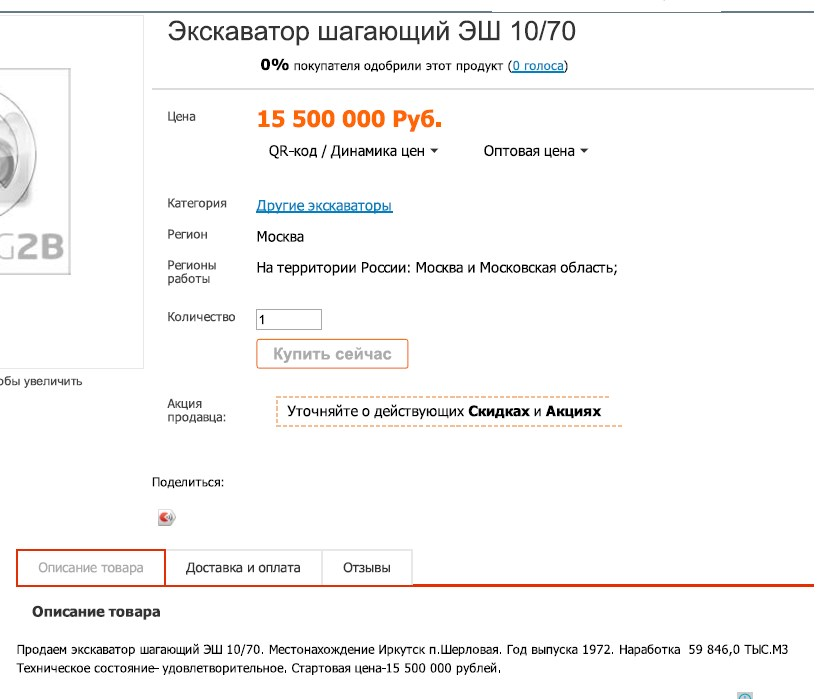 Экскаватор шагающий ЭШ 10/70
0% покупателя одобрили этот продукт (0 голоса)
Цена
15 500 000 Руб.
QR-код / Динамика цен
Оптовая цена
Категория
Другие экскаваторы
Регион
Москва
G2B
Регионы работы
На территории России: Москва и Московская область;
Количество
1
Купить сейчас
обы увеличить
Акция продавца:
Уточняйте о действующих Скидках и Акциях
Поделиться:
Описание товара
Доставка и оплата
Отзывы
Описание товара
Продаем экскаватор шагающий ЭШ 10/70. Местонахождение Иркутск п.Шерловая. Год выпуска 1972. Наработка 59 846,0 ТЫС.М3
Техническое состояние- удовлетворительное. Стартовая цена-15 500 000 рублей.